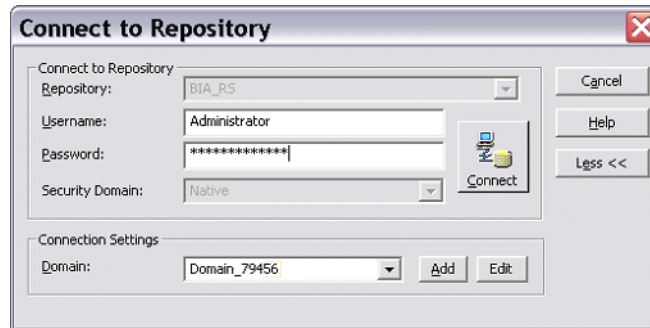 Connect to Repository
Connect to Repository
Repository: BIA_RS
Username: Administrator
Password: *************
Security Domain: Native
Connect
Cancel
Help
Less <<
Connection Settings
Domain: Domain_79456 Add Edit